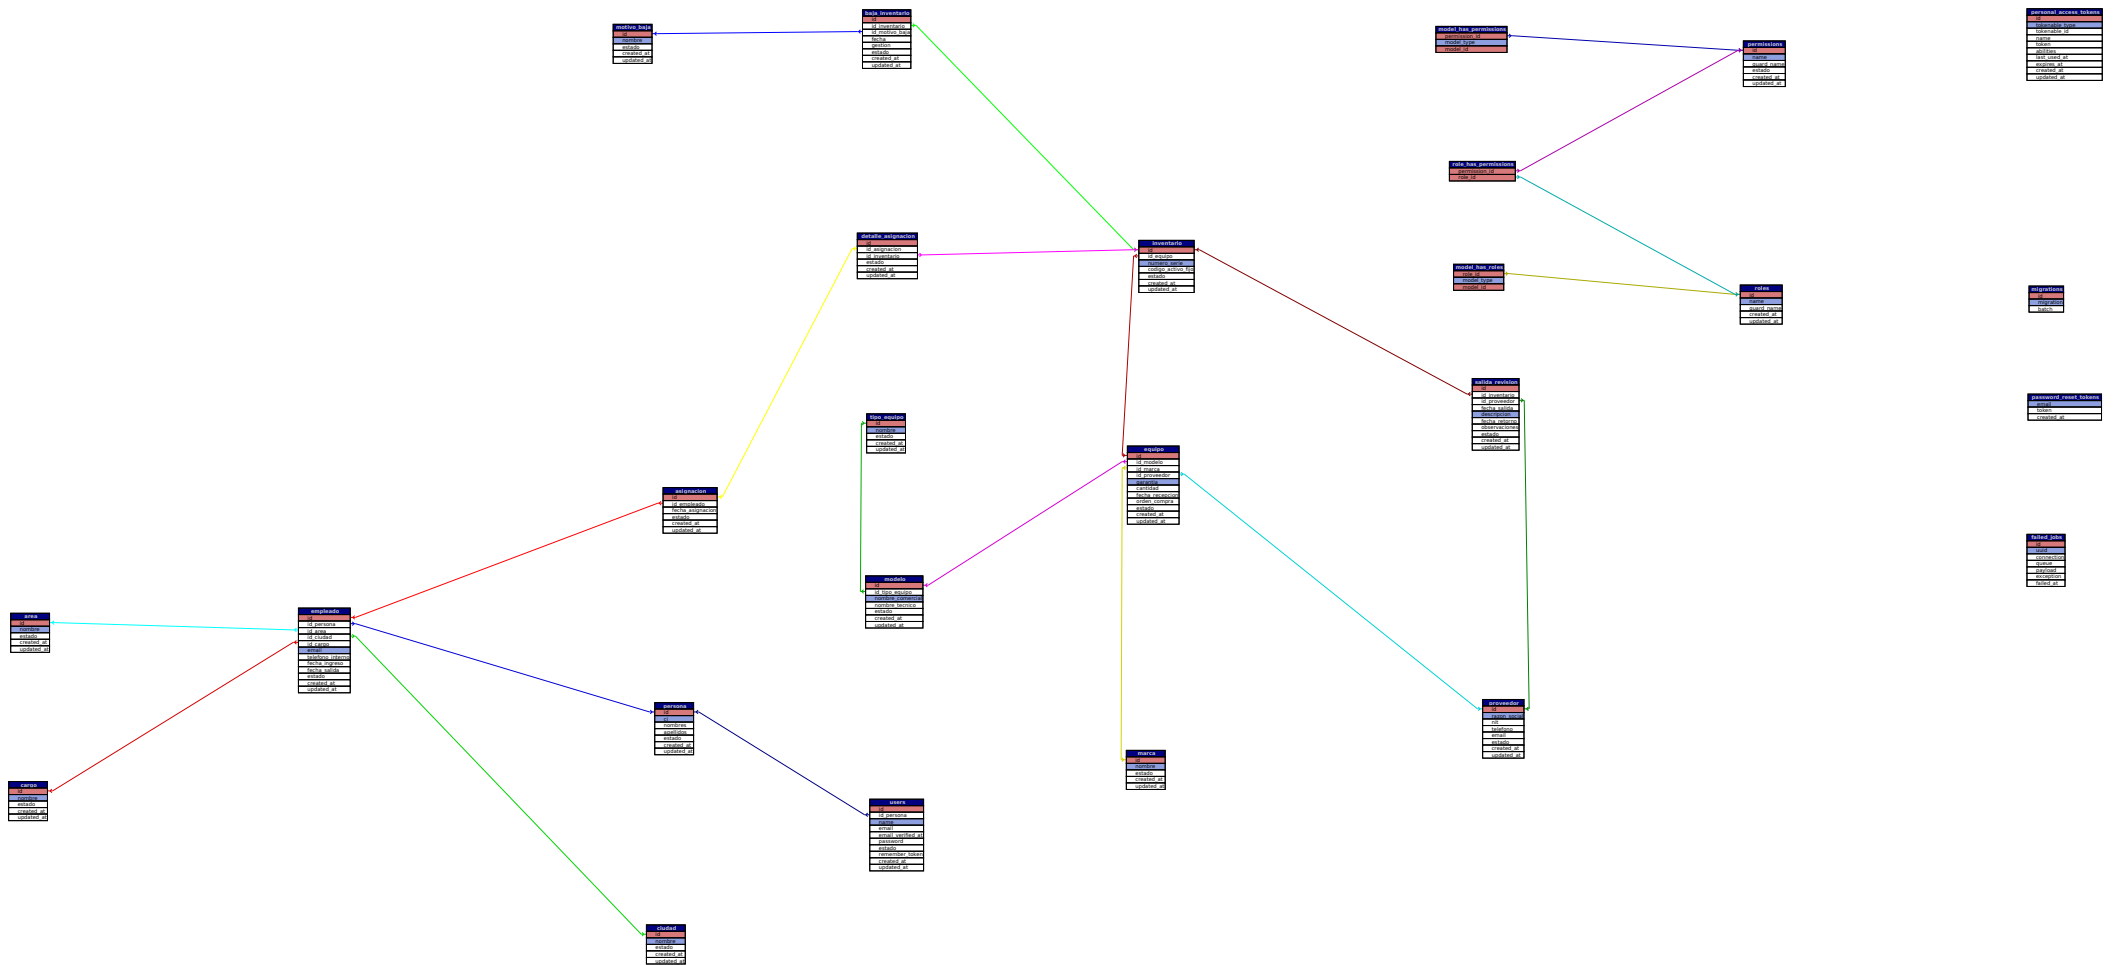 motivo_baja
id
nombre
estado
created_at
updated_at
baja_inventario
id
id_inventario
id_motivo_baja
fecha
gestion
estado
created_at
updated_at
model_has_permissions
permission_id
model_type
model_id
permissions
id
name
guard_name
estado
created_at
updated_at
personal_access_tokens
id
tokenable_type
tokenable_id
name
token
abilities
last_used_at
expires_at
created_at
updated_at
role_has_permissions
permission_id
role_id
detalle_asignacion
id
id_asignacion
id_inventario
estado
created_at
updated_at
inventario
id
id_equipo
numero_serie
codigo_activo_fijo
estado
created_at
updated_at
model_has_roles
role_id
model_type
model_id
roles
id
name
guard_name
created_at
updated_at
migrations
id
migration
batch
salida_revision
id
id_inventario
id_proveedor
fecha_salida
descripcion
fecha_retorno
observaciones
estado
created_at
updated_at
password_reset_tokens
email
token
created_at
tipo_equipo
id
nombre
estado
created_at
updated_at
equipo
id
id_modelo
id_marca
id_proveedor
garantia
cantidad
fecha_recepcion
orden_compra
estado
created_at
updated_at
asignacion
id
id_empleado
fecha_asignacion
estado
created_at
updated_at
failed_jobs
id
uuid
connection
queue
payload
exception
failed_at
modelo
id
id_tipo_equipo
nombre_comercial
nombre_tecnico
estado
created_at
updated_at
area
id
nombre
estado
created_at
updated_at
empleado
id
id_persona
id_area
id_ciudad
id_cargo
email
telefono_interno
fecha_ingreso
fecha_salida
estado
created_at
updated_at
persona
id
ci
nombres
apellidos
estado
created_at
updated_at
proveedor
id
razon_social
nit
telefono
email
estado
created_at
updated_at
marca
id
nombre
estado
created_at
updated_at
cargo
id
nombre
estado
created_at
updated_at
users
id
id_persona
name
email
email_verified_at
password
estado
remember_token
created_at
updated_at
ciudad
id
nombre
estado
created_at
updated_at